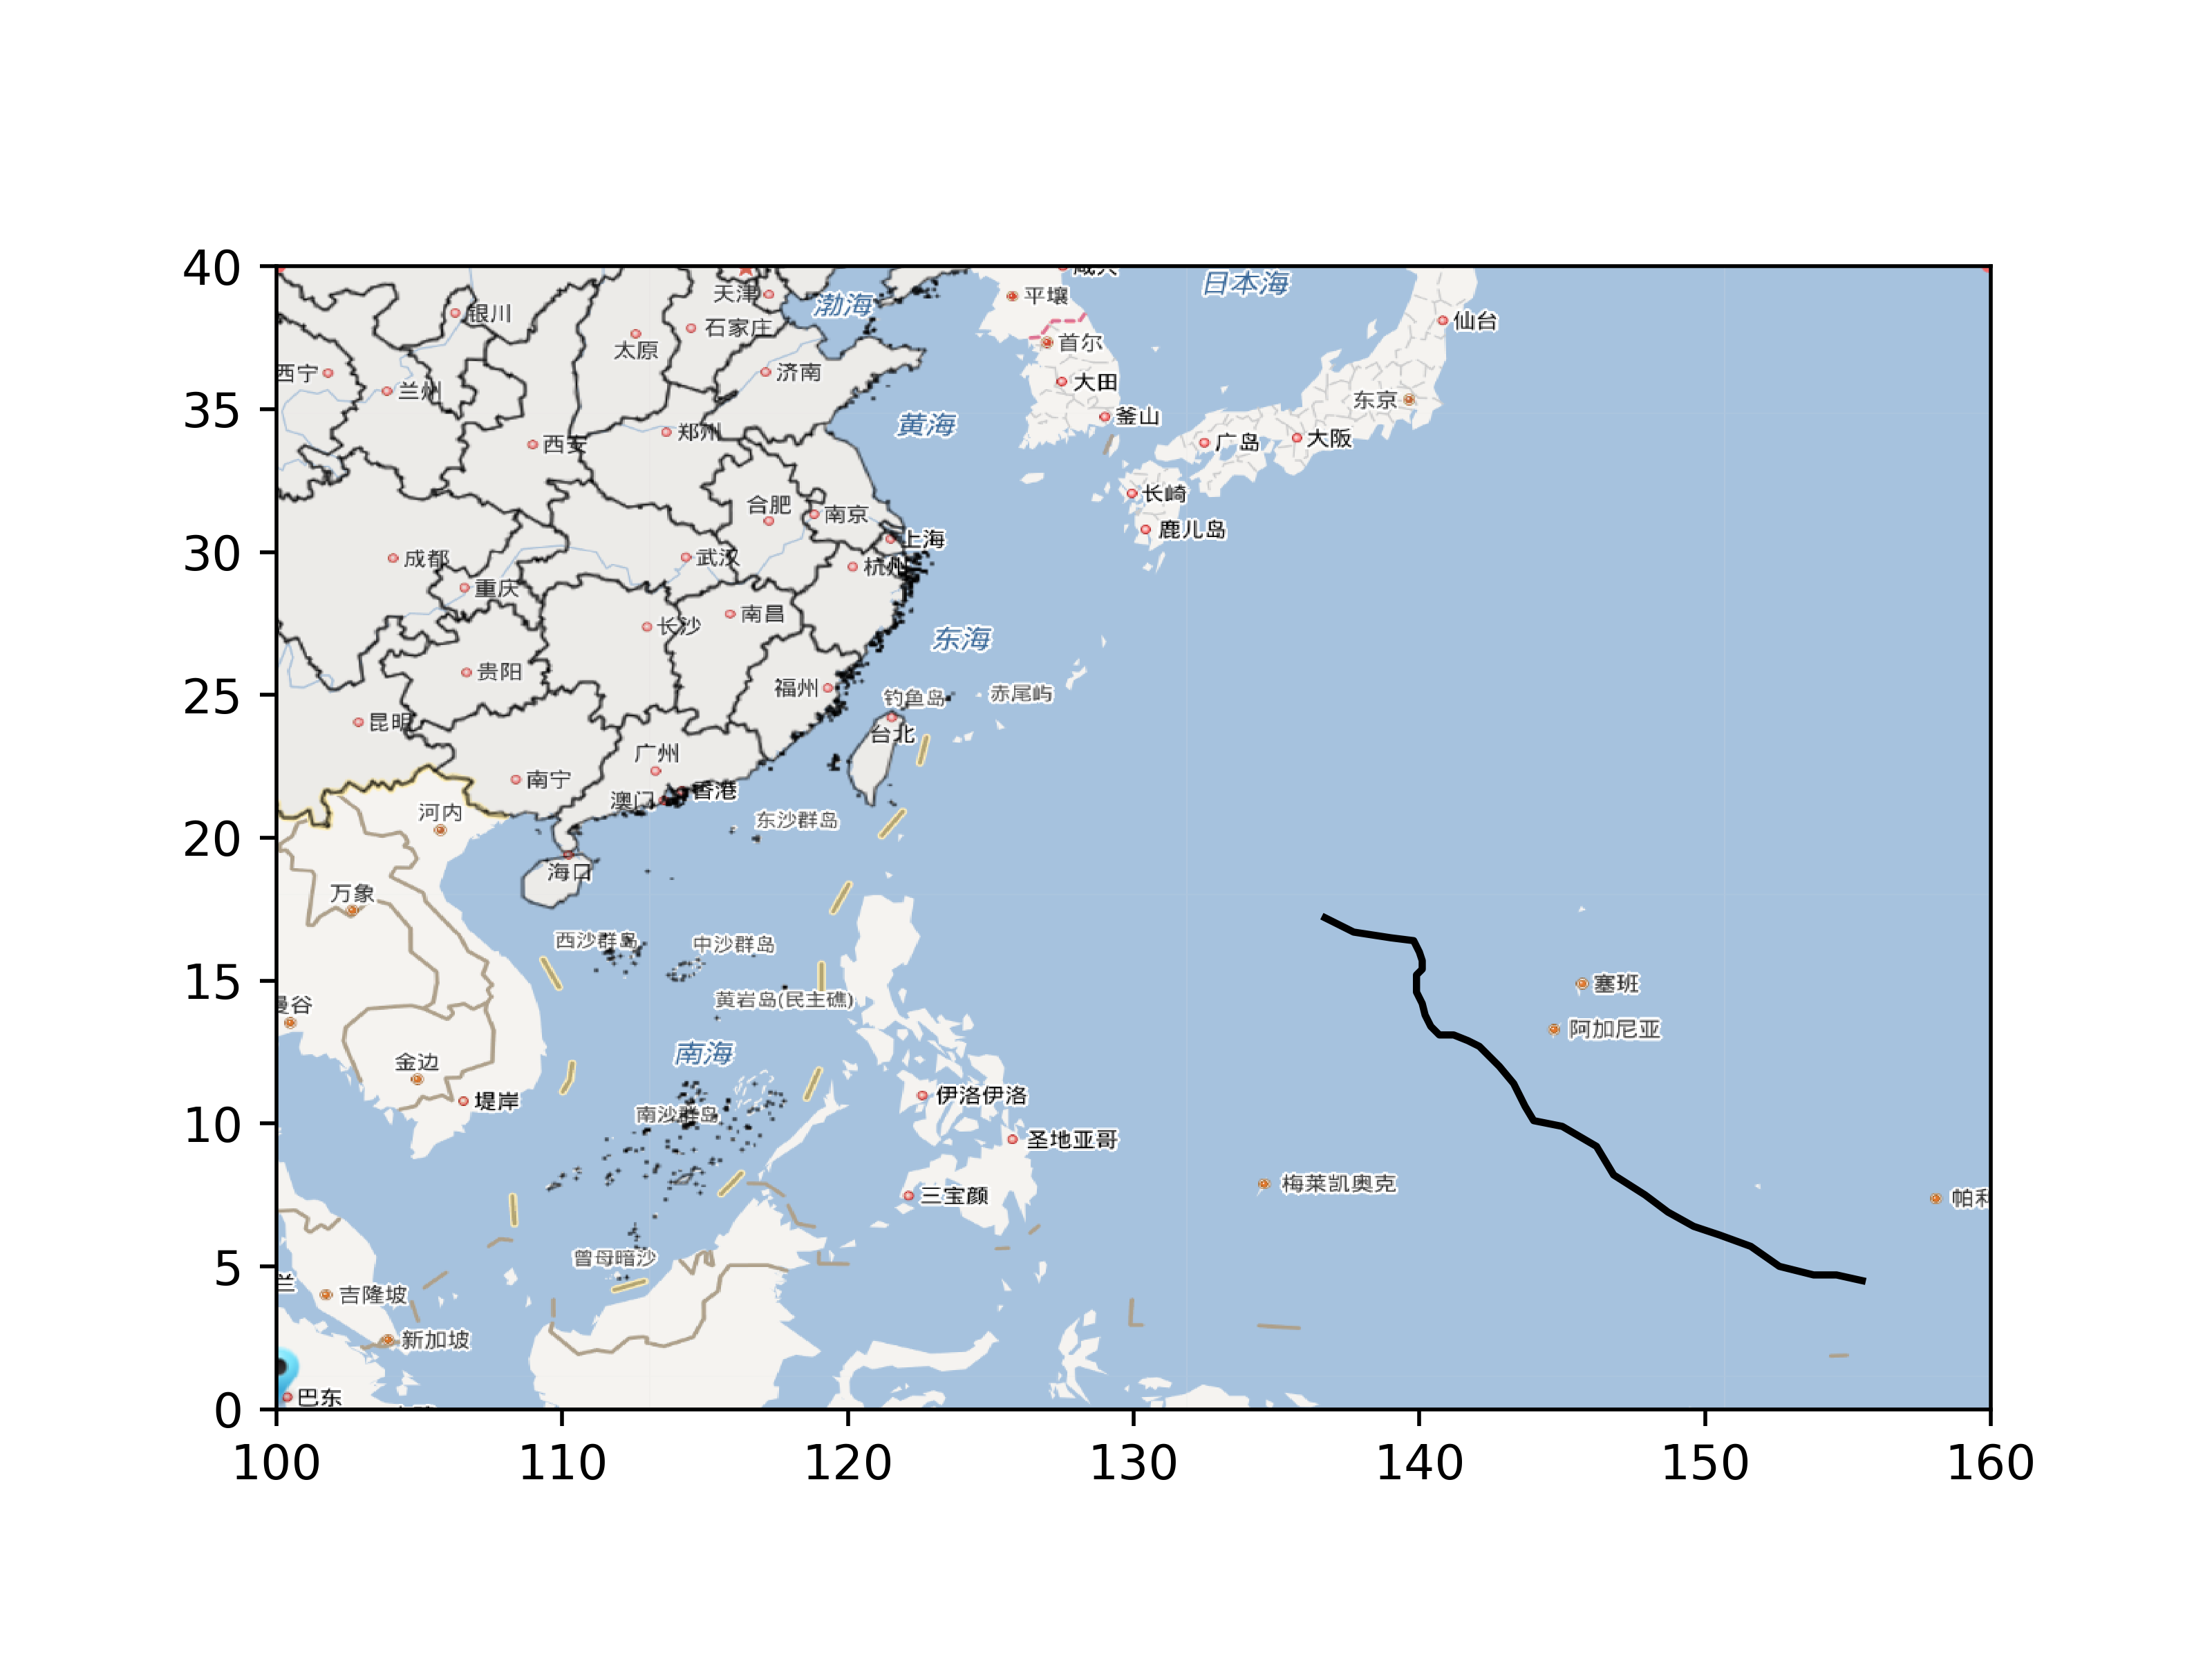 40
35
30
25
20
15
10
5
0
100
110
120
130
140
150
160
银川
天津
渤海
石家庄
太原
平壤
日本海
仙台
首尔
西宁
兰州
济南
大田
东京
釜山
黄海
郑州
西安
广岛
大阪
长崎
合肥
南京
鹿儿岛
上海
成都
武汉
杭州
重庆
南昌
长沙
东海
贵阳
福州
钓鱼岛
赤尾屿
昆明
台北
广州
南宁
香港
澳门
河内
东沙群岛
海口
万象
西沙群岛
中沙群岛
塞班
黄岩岛(民主礁)
曼谷
阿加尼亚
南海
金边
伊洛伊洛
堤岸
南沙群岛
圣地亚哥
梅莱凯奥克
三宝颜
曾母暗沙
吉隆坡
新加坡
巴东